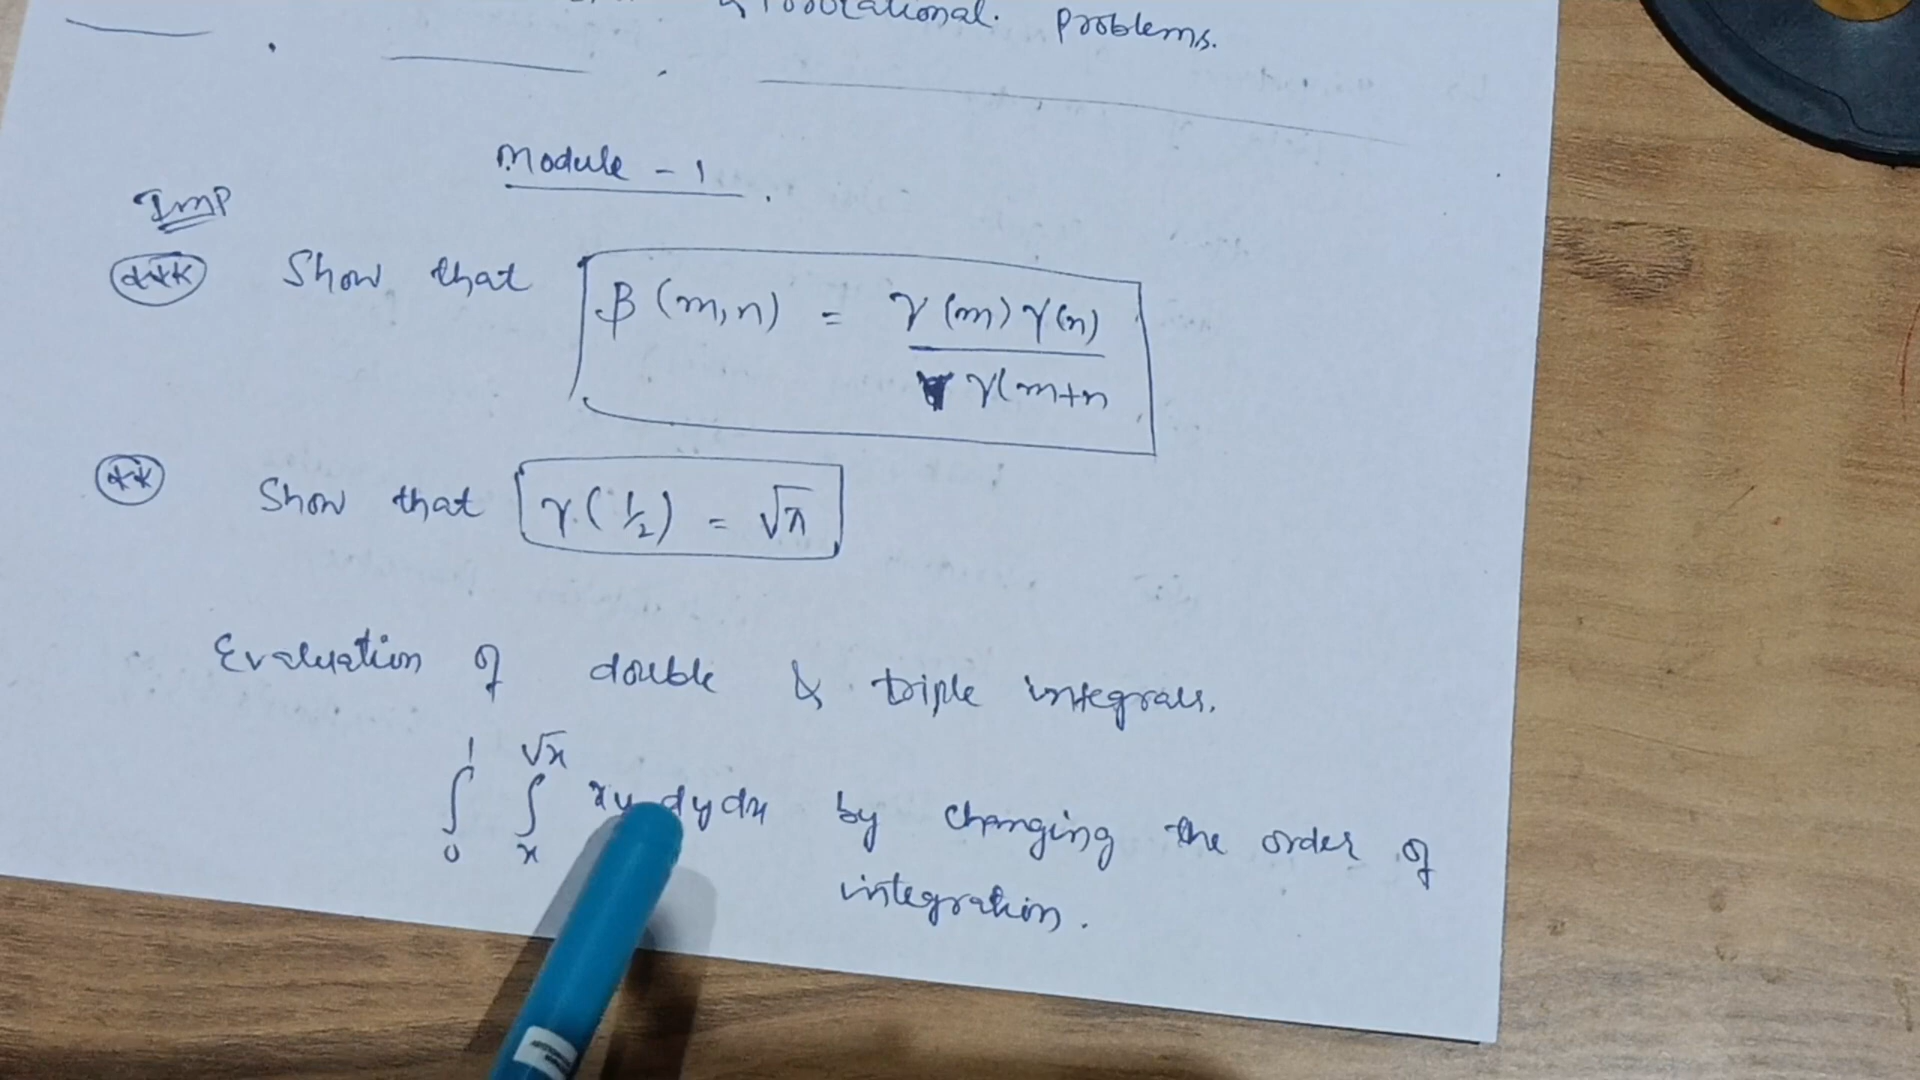 problems.
Module - 1
Imp
*** Show that β(m,n) = γ(m) γ(n) / γ(m+n
** Show that γ(1/2) = √π
Evaluation of double & triple integrals.
∫₀¹ ∫ₓ^√x xy dy dx by changing the order of
integration.